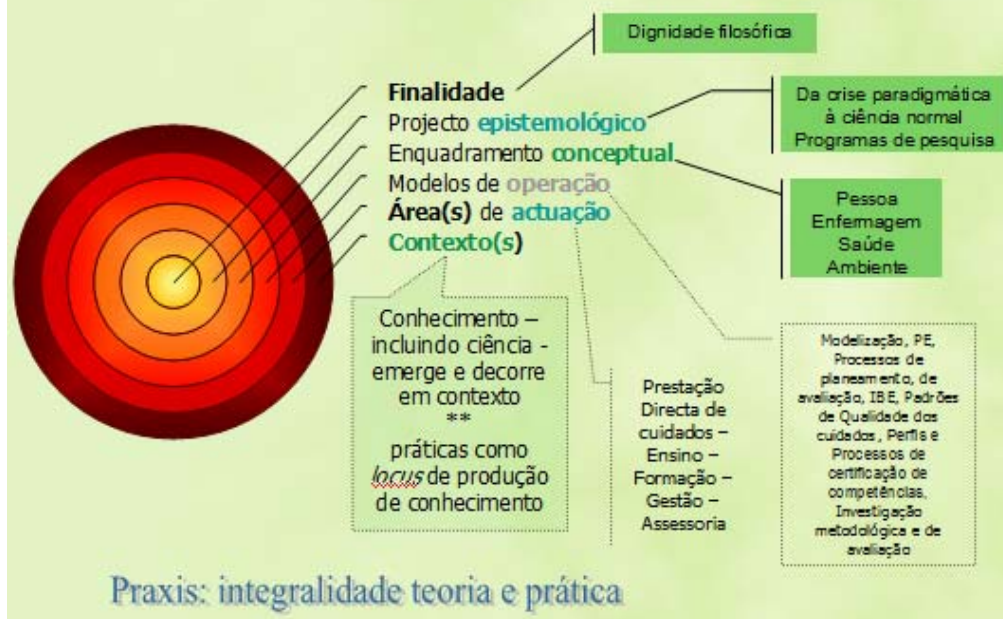 Dignidade filosófica
Finalidade
Projecto epistemológico
Enquadramento conceptual
Modelos de operação
Área(s) de actuação
Contexto(s)
Da crise paradigmática
à ciência normal
Programas de pesquisa
Pessoa
Enfermagem
Saúde
Ambiente
Conhecimento –
incluindo ciência -
emerge e decorre
em contexto
**
práticas como
locus de produção
de conhecimento
Prestação
Directa de
cuidados –
Ensino –
Formação –
Gestão –
Assessoria
Modelização, PE,
Processos de
planeamento, de
avaliação, IBE, Padrões
de Qualidade dos
cuidados, Perfis e
Processos de
certificação de
competências,
Investigação
metodológica e de
avaliação
Praxis: integralidade teoria e prática